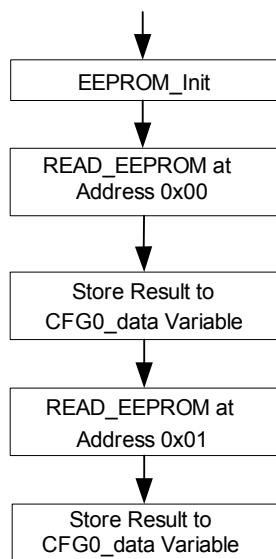 EEPROM_Init
READ_EEPROM at
Address 0x00
Store Result to
CFG0_data Variable
READ_EEPROM at
Address 0x01
Store Result to
CFG0_data Variable